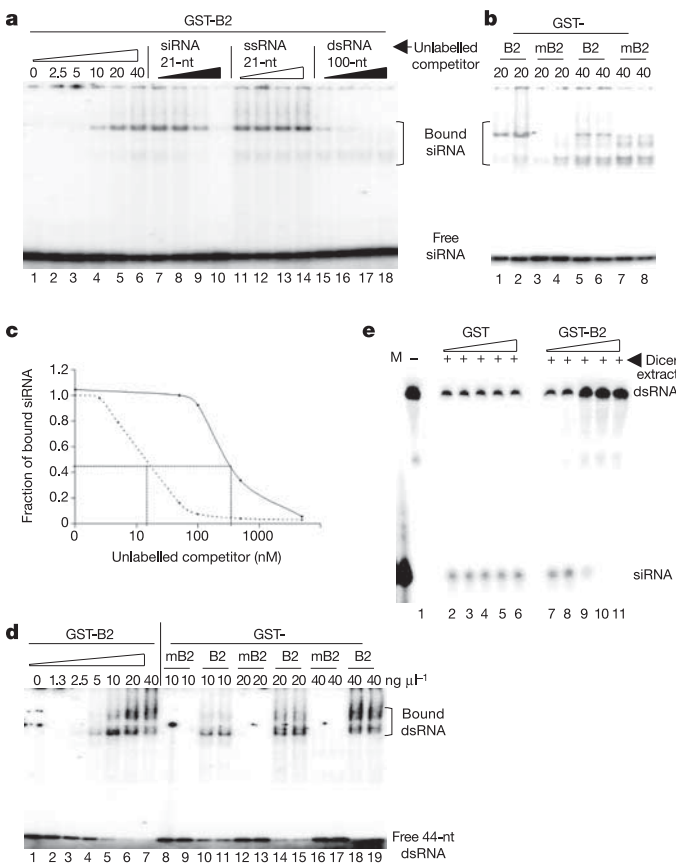 a
GST-B2
siRNA 21-nt
ssRNA 21-nt
dsRNA 100-nt
Unlabelled competitor
0 2.5 5 10 20 40
Bound siRNA
Free siRNA
1 2 3 4 5 6 7 8 9 10 11 12 13 14 15 16 17 18
b
GST-
B2 mB2 B2 mB2
20 20 20 20 40 40 40 40
1 2 3 4 5 6 7 8
c
Fraction of bound siRNA
1.2
1.0
0.8
0.6
0.4
0.2
0
0 10 100 1000
Unlabelled competitor (nM)
e
GST GST-B2
M – + + + + + + + + + +
Dicer extract
dsRNA
siRNA
1 2 3 4 5 6 7 8 9 10 11
d
GST-B2 GST-
mB2 B2 mB2 B2 mB2 B2
0 1.3 2.5 5 10 20 40 10 10 10 10 20 20 20 20 40 40 40 40 ng μl⁻¹
Bound dsRNA
Free 44-nt dsRNA
1 2 3 4 5 6 7 8 9 10 11 12 13 14 15 16 17 18 19